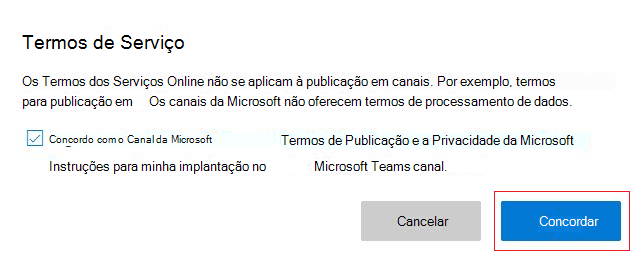 Termos de Serviço
Os Termos dos Serviços Online não se aplicam à publicação em canais. Por exemplo, termos
para publicação em Os canais da Microsoft não oferecem termos de processamento de dados.
Concordo com o Canal da Microsoft Termos de Publicação e a Privacidade da Microsoft
Instruções para minha implantação no Microsoft Teams canal.
Cancelar Concordar